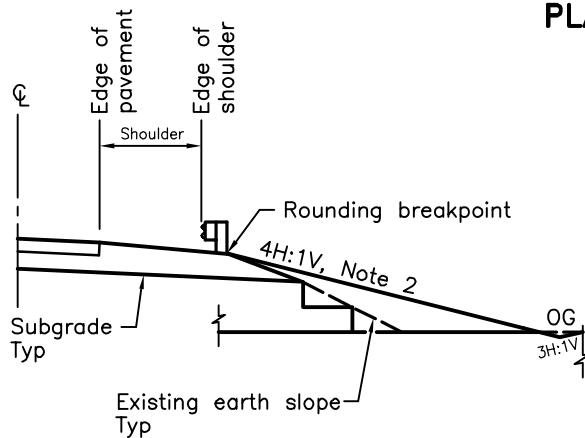 PLA
℄
Edge of
pavement
Edge of
shoulder
Shoulder
Rounding breakpoint
4H:1V, Note 2
Subgrade
Typ
OG
3H:1V
Existing earth slope
Typ